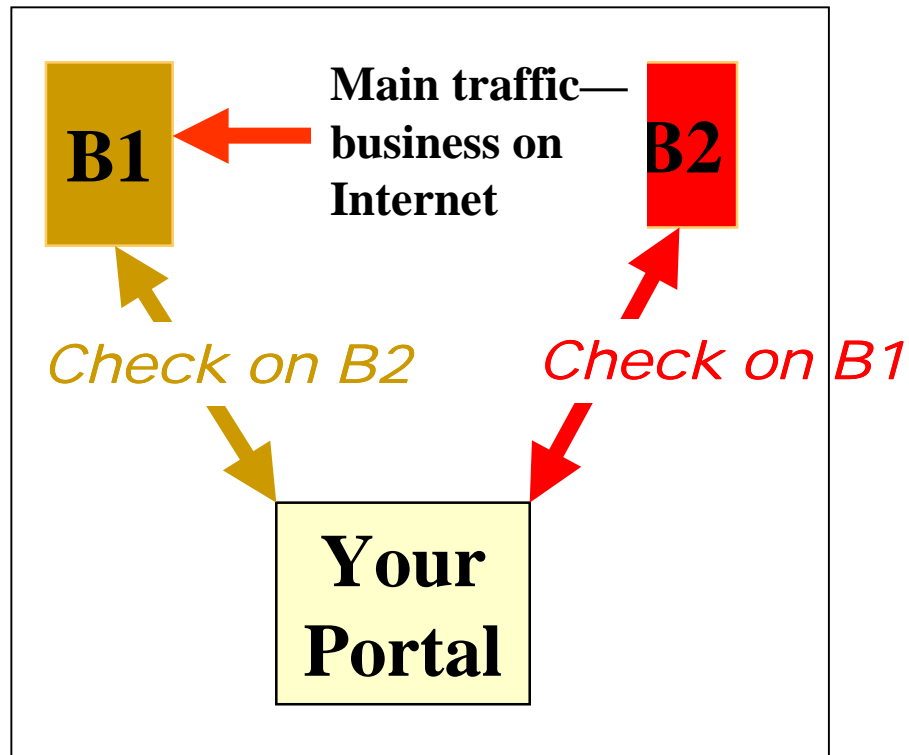 B1
Main traffic—
business on
Internet
B2
Check on B2
Check on B1
Your
Portal